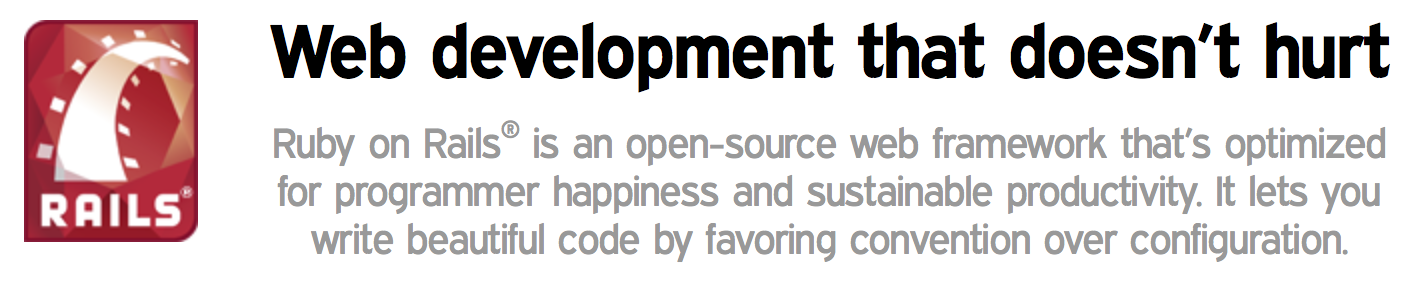 Web development that doesn't hurt
Ruby on Rails® is an open-source web framework that's optimized
for programmer happiness and sustainable productivity. It lets you
write beautiful code by favoring convention over configuration.
RAILS®